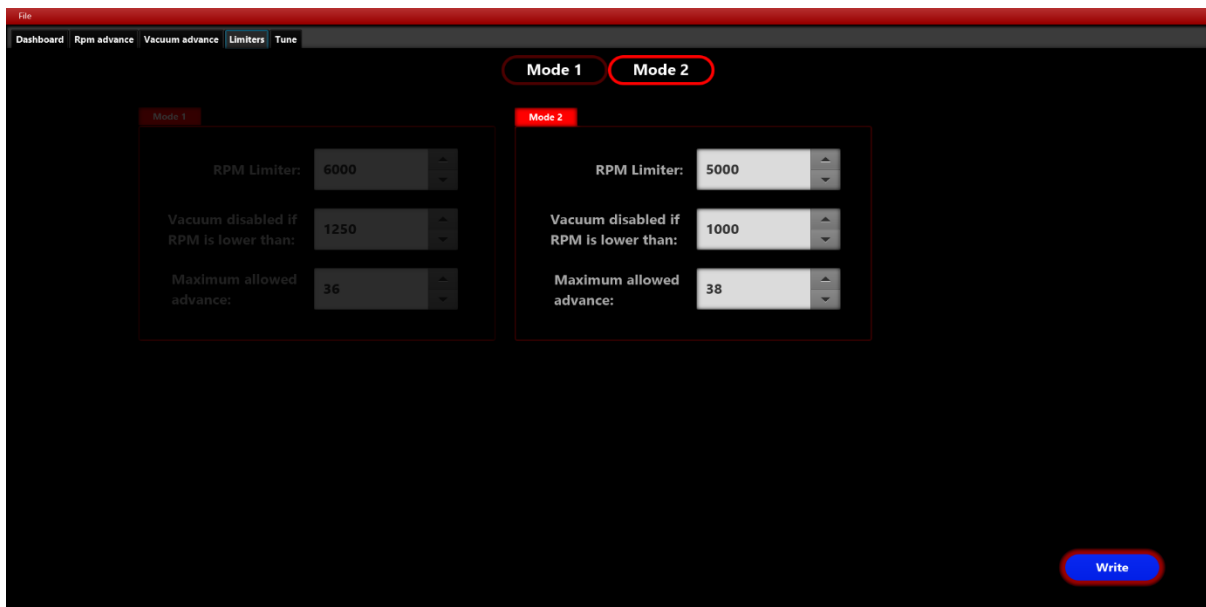 File
Dashboard Rpm advance Vacuum advance Limiters Tune
Mode 1 Mode 2
Mode 1
RPM Limiter: 6000
Vacuum disabled if
RPM is lower than: 1250
Maximum allowed
advance: 36
Mode 2
RPM Limiter: 5000
Vacuum disabled if
RPM is lower than: 1000
Maximum allowed
advance: 38
Write